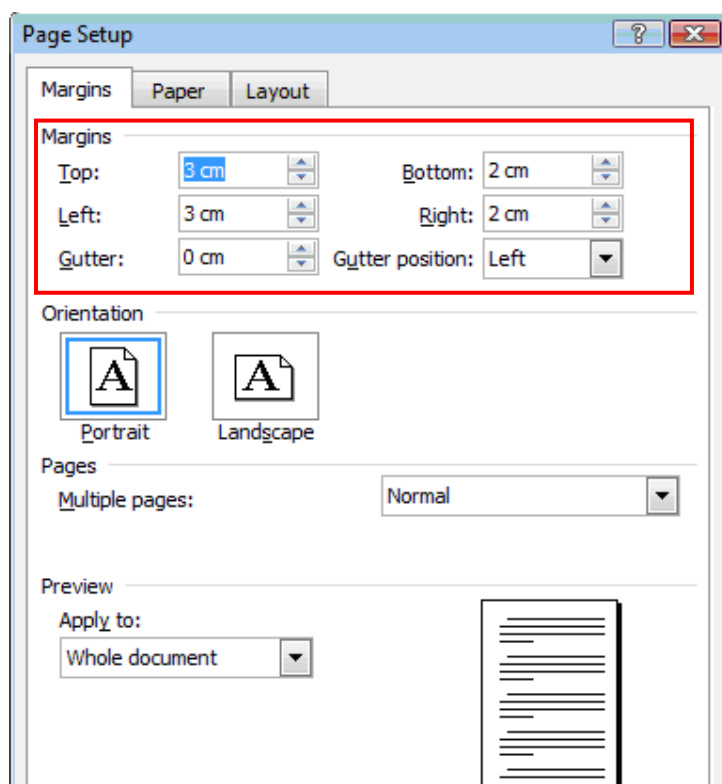 Page Setup
Margins Paper Layout
Margins
Top: 3 cm Bottom: 2 cm
Left: 3 cm Right: 2 cm
Gutter: 0 cm Gutter position: Left
Orientation
A A
Portrait Landscape
Pages
Multiple pages: Normal
Preview
Apply to:
Whole document